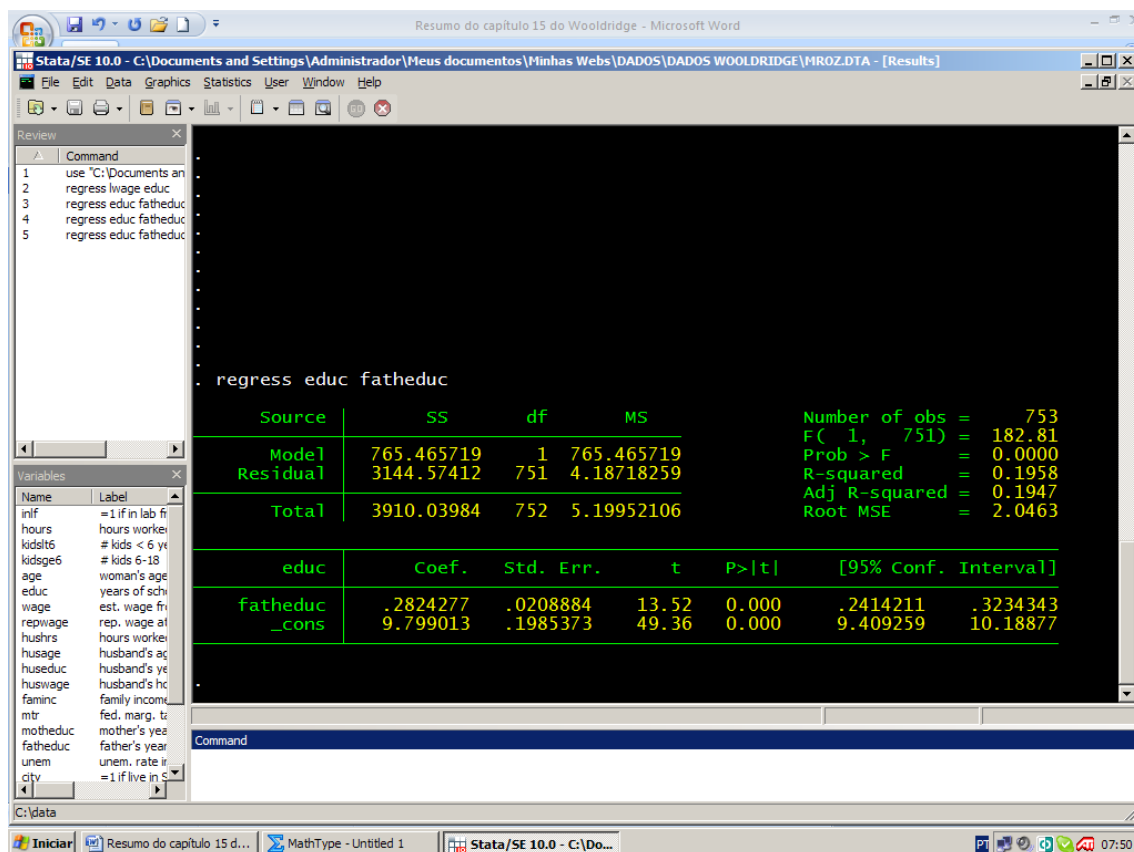 Resumo do capítulo 15 do Wooldridge - Microsoft Word
Stata/SE 10.0 - C:\Documents and Settings\Administrador\Meus documentos\Minhas Webs\DADOS\DADOS WOOLDRIDGE\MROZ.DTA - [Results]
File Edit Data Graphics Statistics User Window Help
Review
Command
1 use "C:\Documents an
2 regress lwage educ
3 regress educ fatheduc
4 regress educ fatheduc
5 regress educ fatheduc
. regress educ fatheduc
Source SS df MS Number of obs = 753
F( 1, 751) = 182.81
Model 765.465719 1 765.465719 Prob > F = 0.0000
Residual 3144.57412 751 4.18718259 R-squared = 0.1958
Adj R-squared = 0.1947
Total 3910.03984 752 5.19952106 Root MSE = 2.0463
educ Coef. Std. Err. t P>|t| [95% Conf. Interval]
fatheduc .2824277 .0208884 13.52 0.000 .2414211 .3234343
_cons 9.799013 .1985373 49.36 0.000 9.409259 10.18877
Variables
Name Label
inlf =1 if in lab fr
hours hours worke
kidslt6 # kids < 6 ye
kidsge6 # kids 6-18
age woman's age
educ years of sch
wage est. wage fr
repwage rep. wage at
hushrs hours worke
husage husband's ag
huseduc husband's ye
huswage husband's ho
faminc family income
mtr fed. marg. ta
motheduc mother's yea
fatheduc father's year
unem unem. rate in
city =1 if live in S
Command
C:\data
Iniciar Resumo do capítulo 15 d... MathType - Untitled 1 Stata/SE 10.0 - C:\Do... PT 07:50